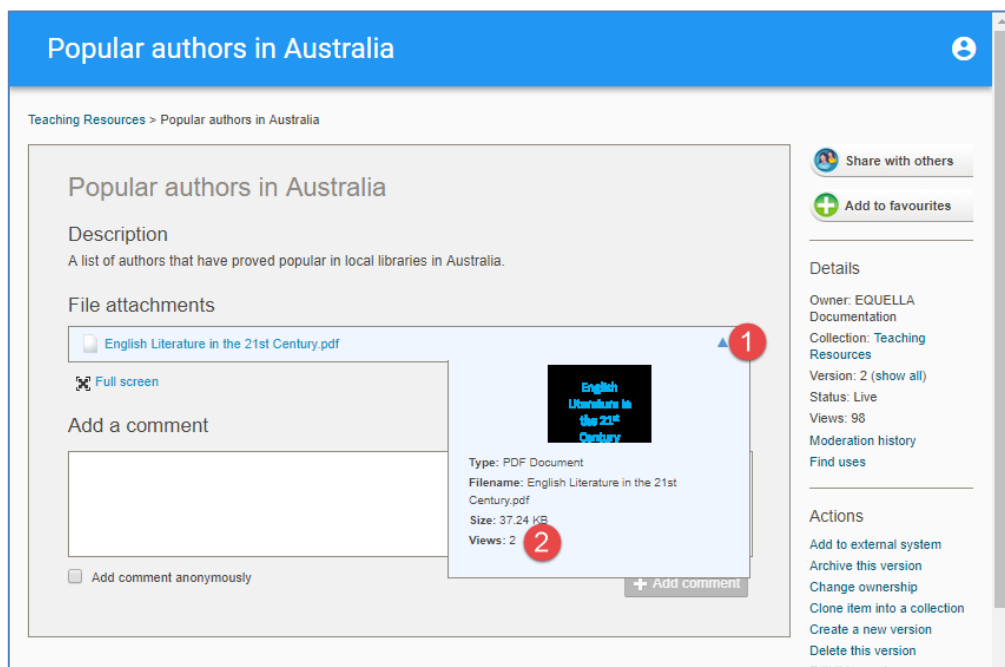 Popular authors in Australia
Teaching Resources > Popular authors in Australia
Popular authors in Australia
Description
A list of authors that have proved popular in local libraries in Australia.
File attachments
English Literature in the 21st Century.pdf
1
Full screen
English
Literature in
the 21st
Century
Type: PDF Document
Filename: English Literature in the 21st
Century.pdf
Size: 37.24 KB
Views: 2
2
Add a comment
Add comment anonymously
Add comment
Share with others
Add to favourites
Details
Owner: EQUELLA
Documentation
Collection: Teaching
Resources
Version: 2 (show all)
Status: Live
Views: 98
Moderation history
Find uses
Actions
Add to external system
Archive this version
Change ownership
Clone item into a collection
Create a new version
Delete this version